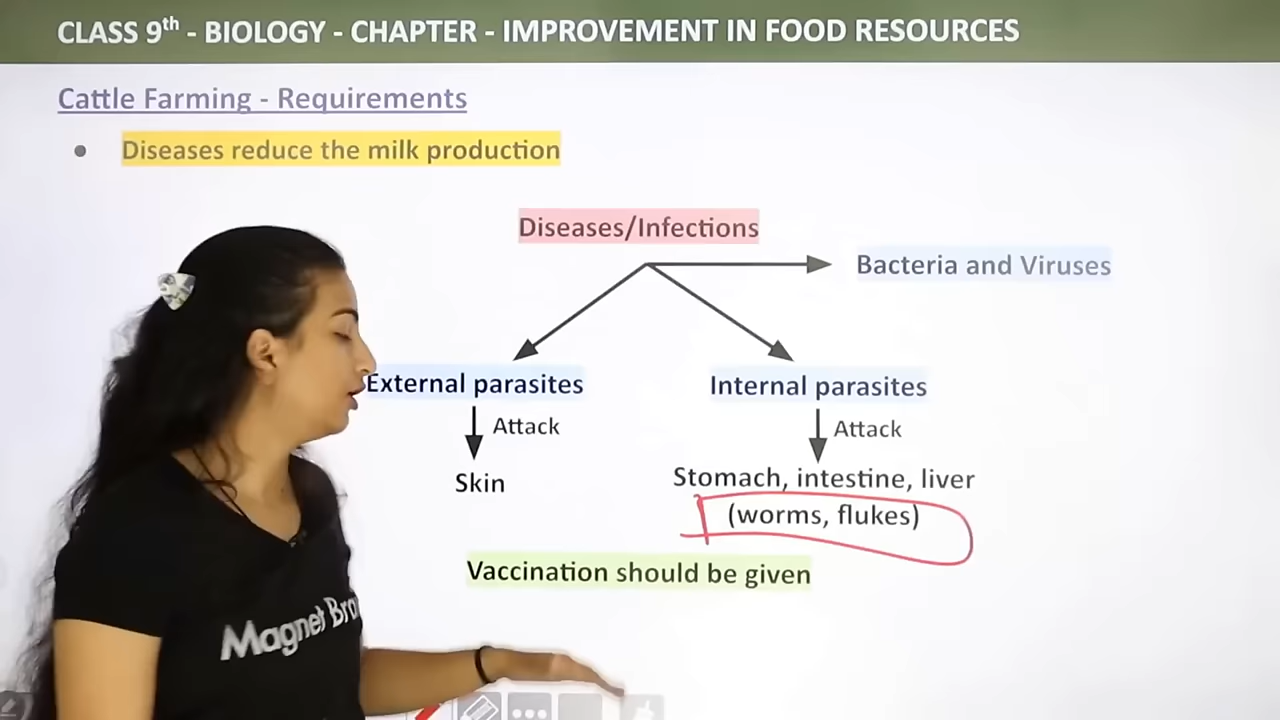 CLASS 9th - BIOLOGY - CHAPTER - IMPROVEMENT IN FOOD RESOURCES
Cattle Farming - Requirements
• Diseases reduce the milk production
Diseases/Infections
Bacteria and Viruses
External parasites
Internal parasites
Attack
Attack
Skin
Stomach, intestine, liver
(worms, flukes)
Vaccination should be given
Magnet